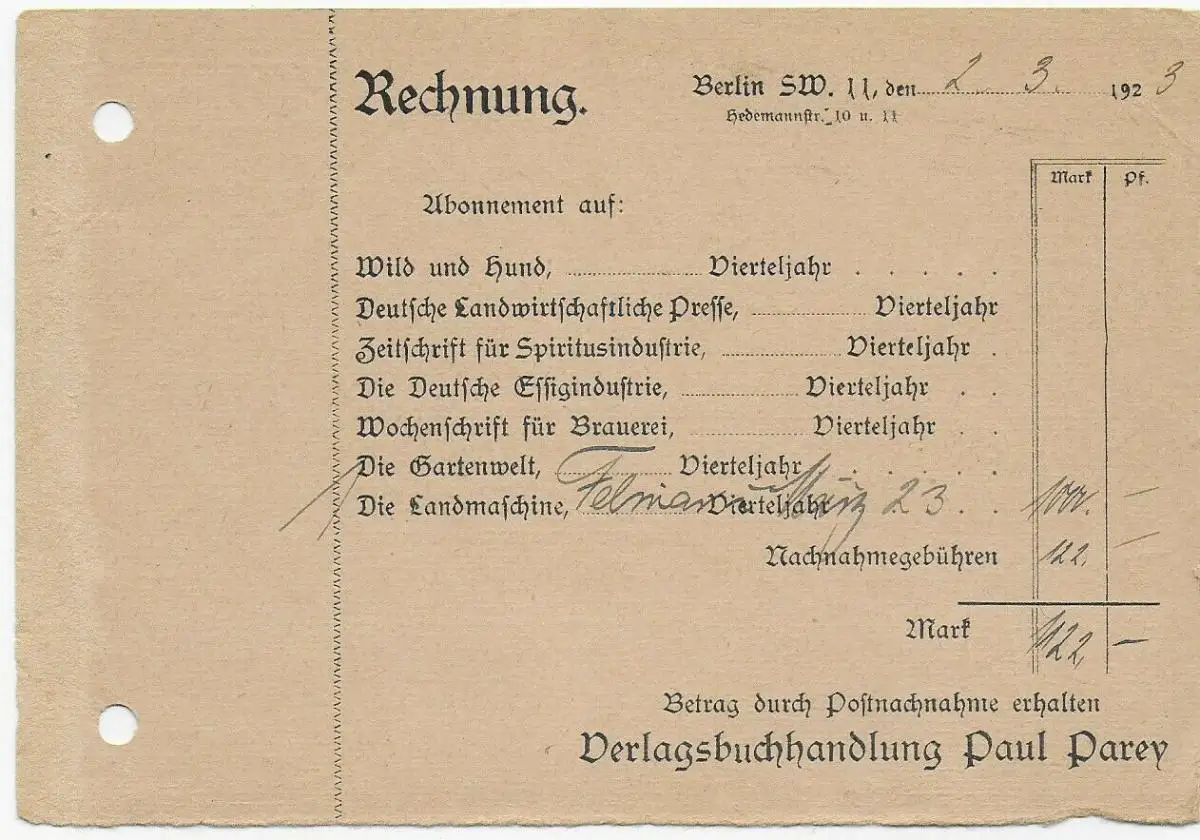 Rechnung.
Berlin SW. 11, den 2. 3. 1923
Hedemannstr. 10 u. 11
Mark Pf.
Abonnement auf:
Wild und Hund, Vierteljahr
Deutsche Landwirtschaftliche Presse, Vierteljahr
Zeitschrift für Spiritusindustrie, Vierteljahr
Die Deutsche Essigindustrie, Vierteljahr
Wochenschrift für Brauerei, Vierteljahr
Die Gartenwelt, Vierteljahr
Die Landmaschine, Vierteljahr März 23 1000. —
Nachnahmegebühren 122. —
Mark 1122, —
Betrag durch Postnachnahme erhalten
Verlagsbuchhandlung Paul Parey